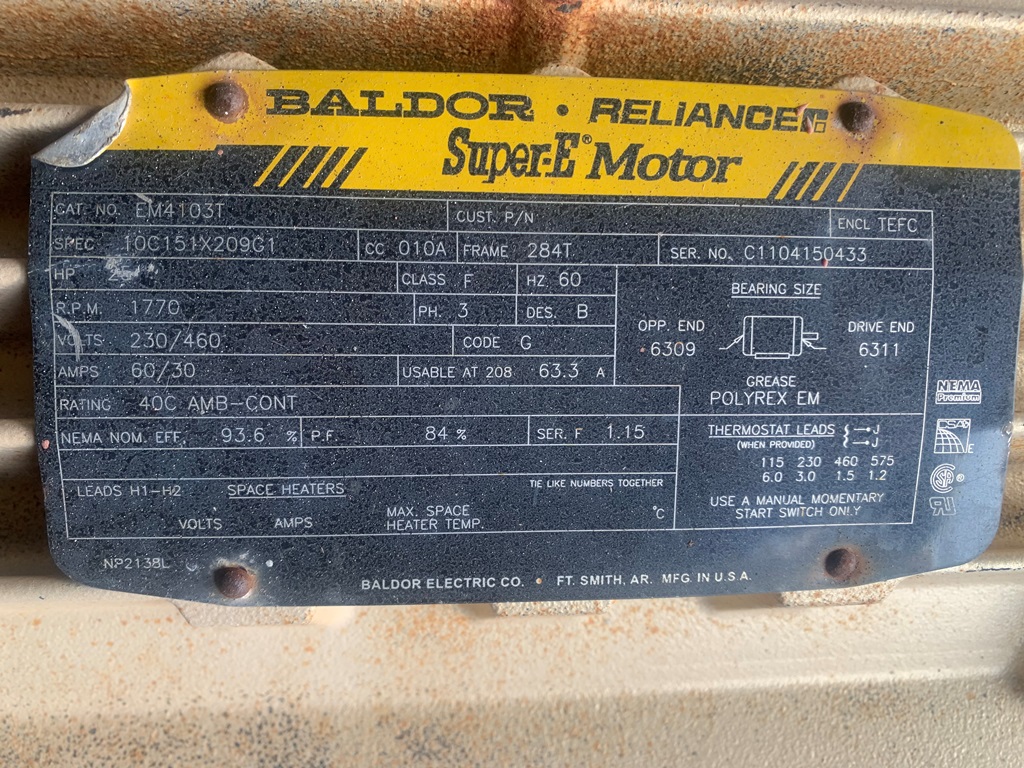 BALDOR • RELIANCE
Super-E® Motor
CAT. NO. EM4103T CUST. P/N ENCL TEFC
SPEC 10C151X209G1 CC 010A FRAME 284T SER. NO. C1104150433
HP CLASS F HZ 60
R.P.M. 1770 PH. 3 DES. B
VOLTS 230/460 CODE G
AMPS 60/30 USABLE AT 208 63.3 A
RATING 40C AMB-CONT
NEMA NOM. EFF. 93.6 % P.F. 84 % SER. F 1.15
LEADS H1-H2 SPACE HEATERS TIE LIKE NUMBERS TOGETHER
VOLTS AMPS MAX. SPACE HEATER TEMP. °C
BEARING SIZE
OPP. END DRIVE END
6309 6311
GREASE
POLYREX EM
THERMOSTAT LEADS J
(WHEN PROVIDED) J
115 230 460 575
6.0 3.0 1.5 1.2
USE A MANUAL MOMENTARY
START SWITCH ONLY
NEMA
Premium
E
NP2138L
BALDOR ELECTRIC CO. • FT. SMITH, AR. MFG. IN U.S.A.